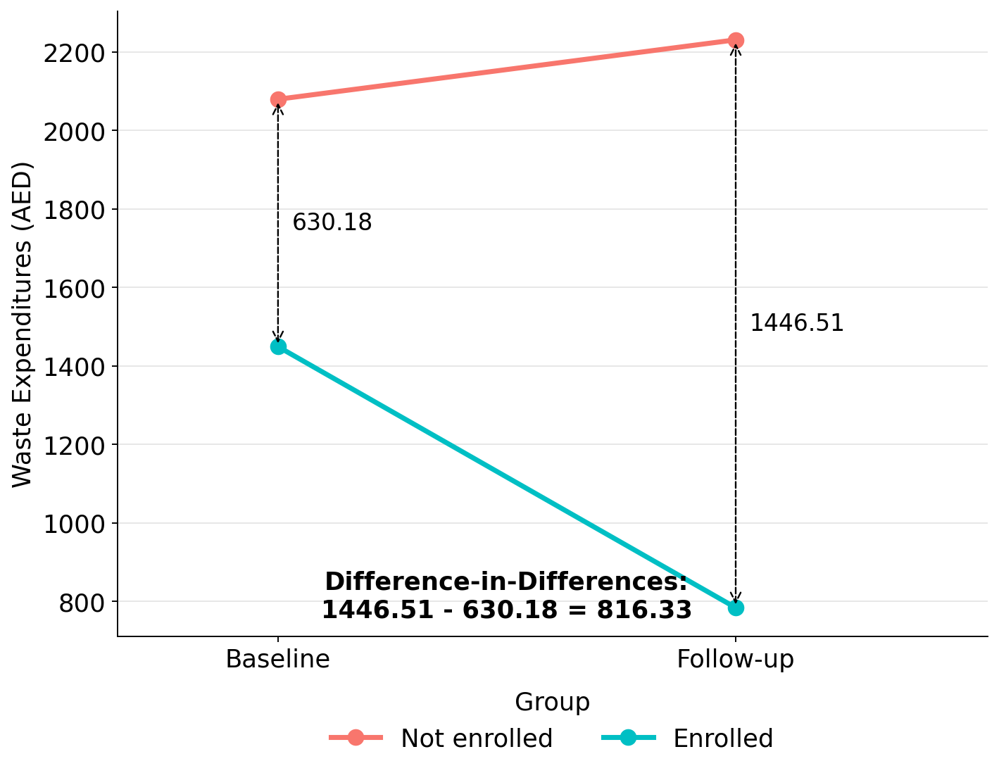 2200
2000
1800
1600
1400
1200
1000
800
Waste Expenditures (AED)
630.18
1446.51
Difference-in-Differences:
1446.51 - 630.18 = 816.33
Baseline
Follow-up
Group
Not enrolled
Enrolled